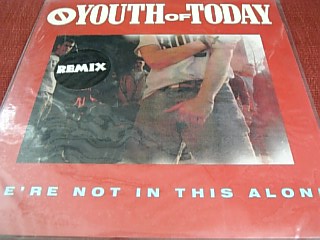 YOUTH OF TODAY
REMIX
E'RE NOT IN THIS ALON